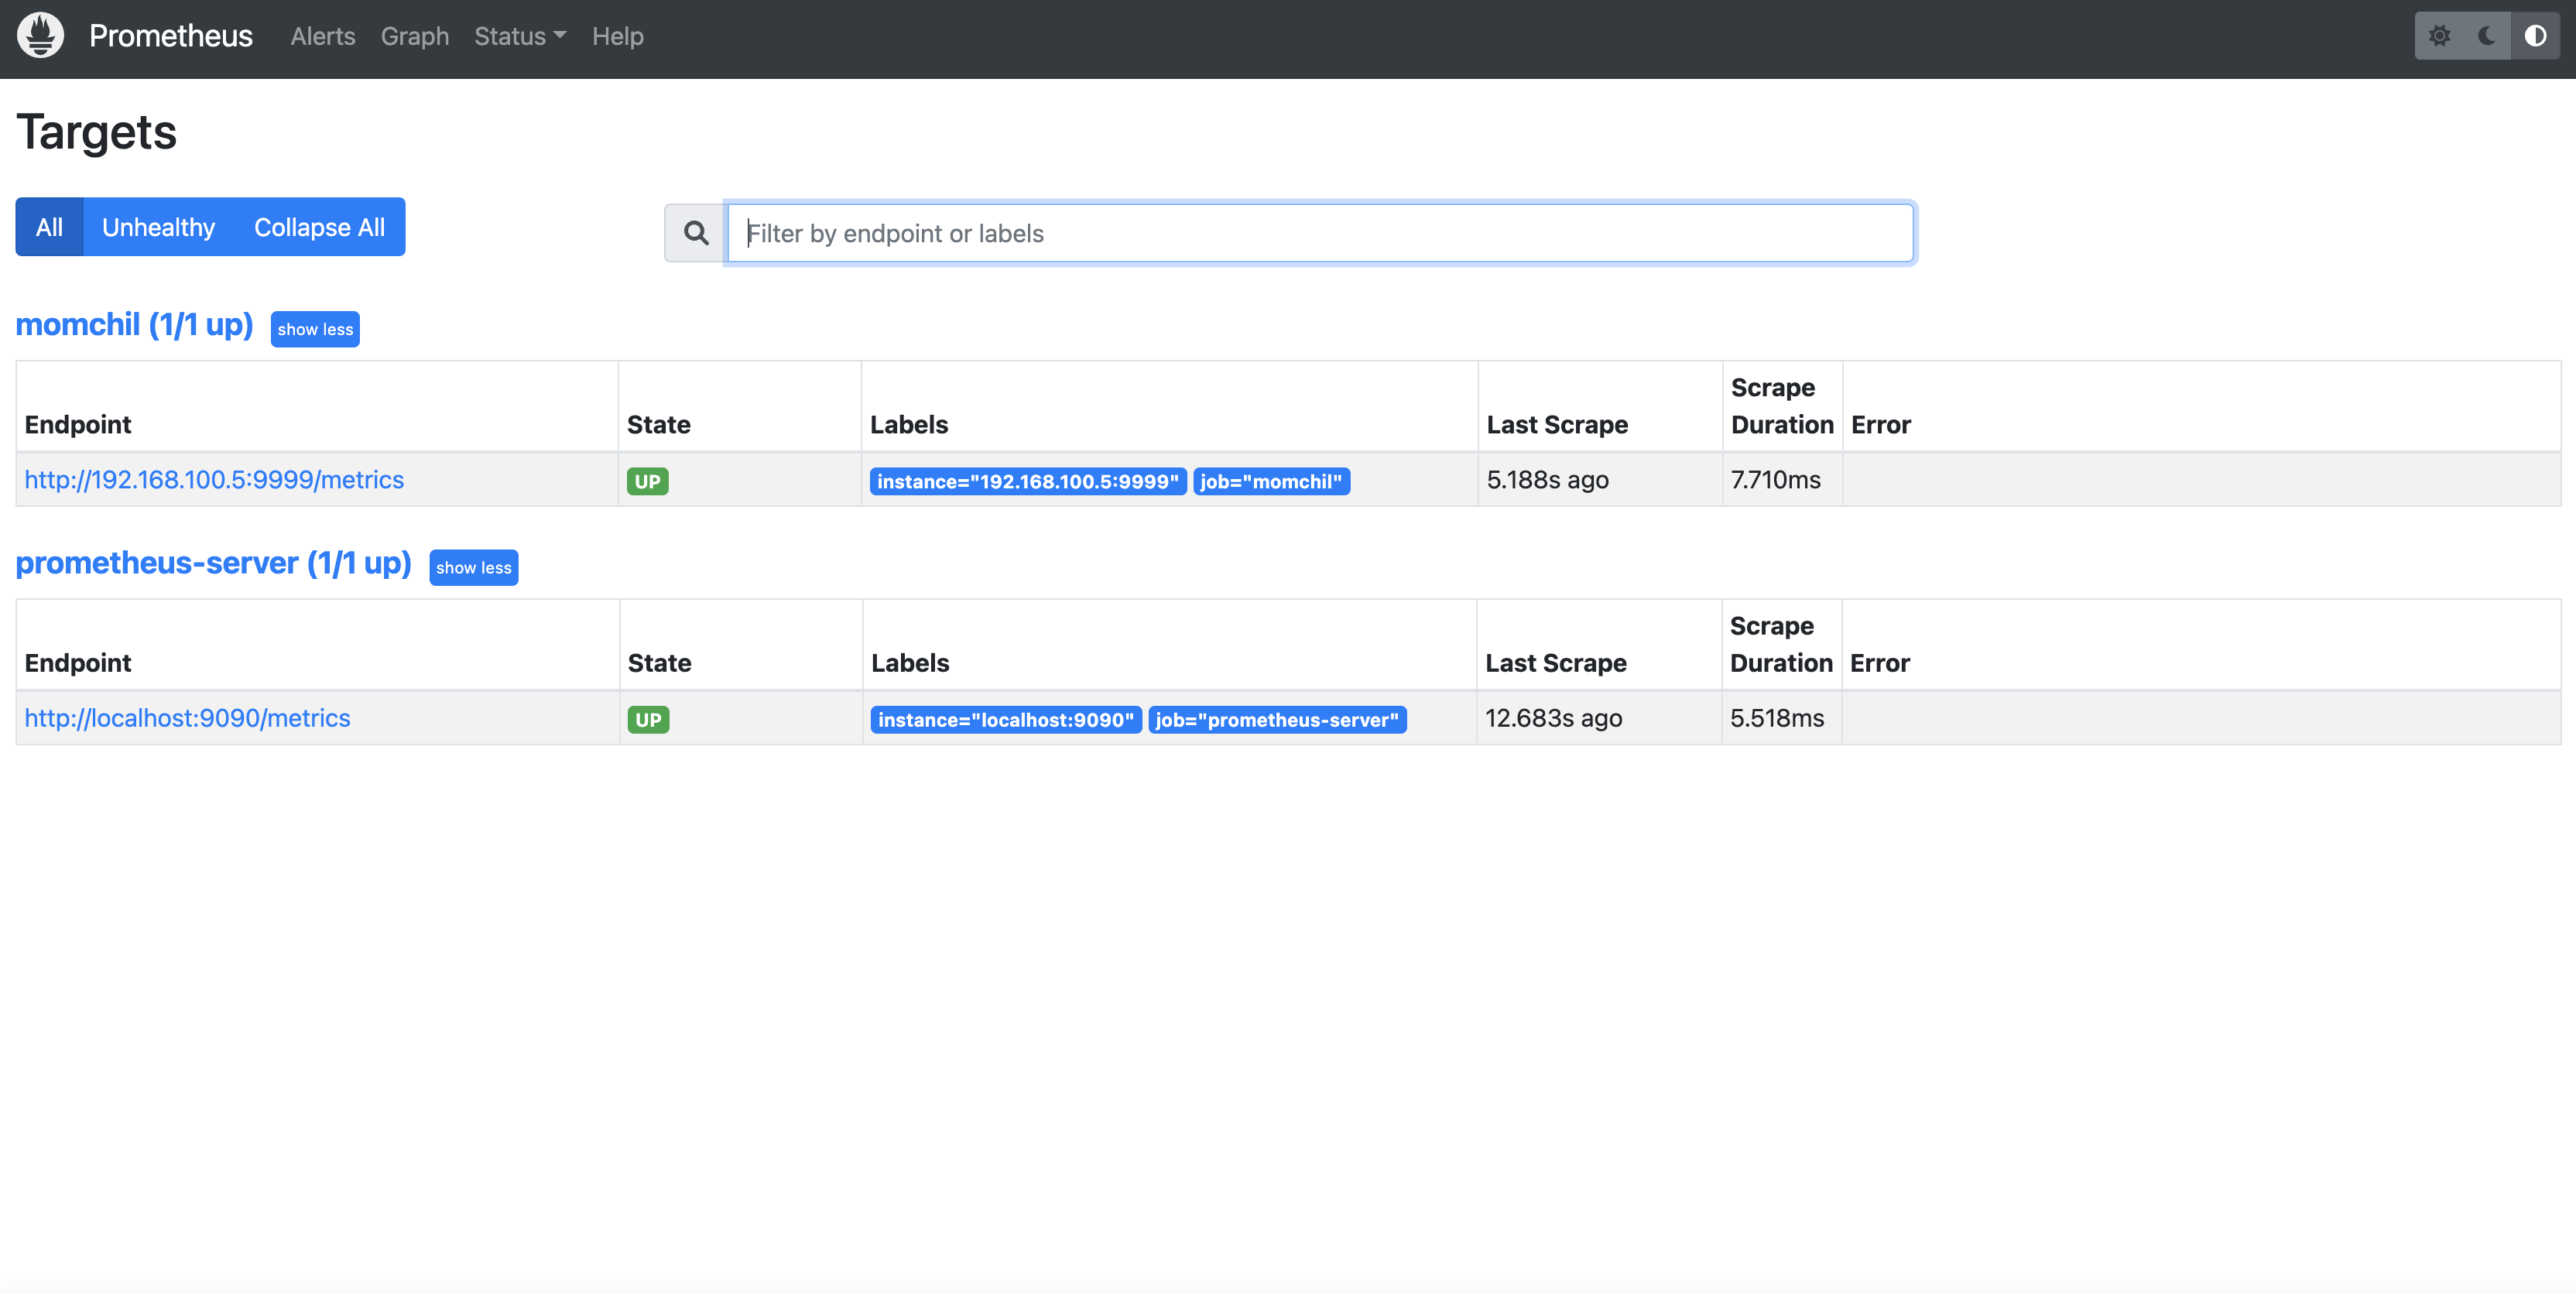 Prometheus Alerts Graph Status Help
Targets
All Unhealthy Collapse All
Filter by endpoint or labels
momchil (1/1 up) show less
Endpoint State Labels Last Scrape Scrape Duration Error
http://192.168.100.5:9999/metrics UP instance="192.168.100.5:9999" job="momchil" 5.188s ago 7.710ms
prometheus-server (1/1 up) show less
Endpoint State Labels Last Scrape Scrape Duration Error
http://localhost:9090/metrics UP instance="localhost:9090" job="prometheus-server" 12.683s ago 5.518ms